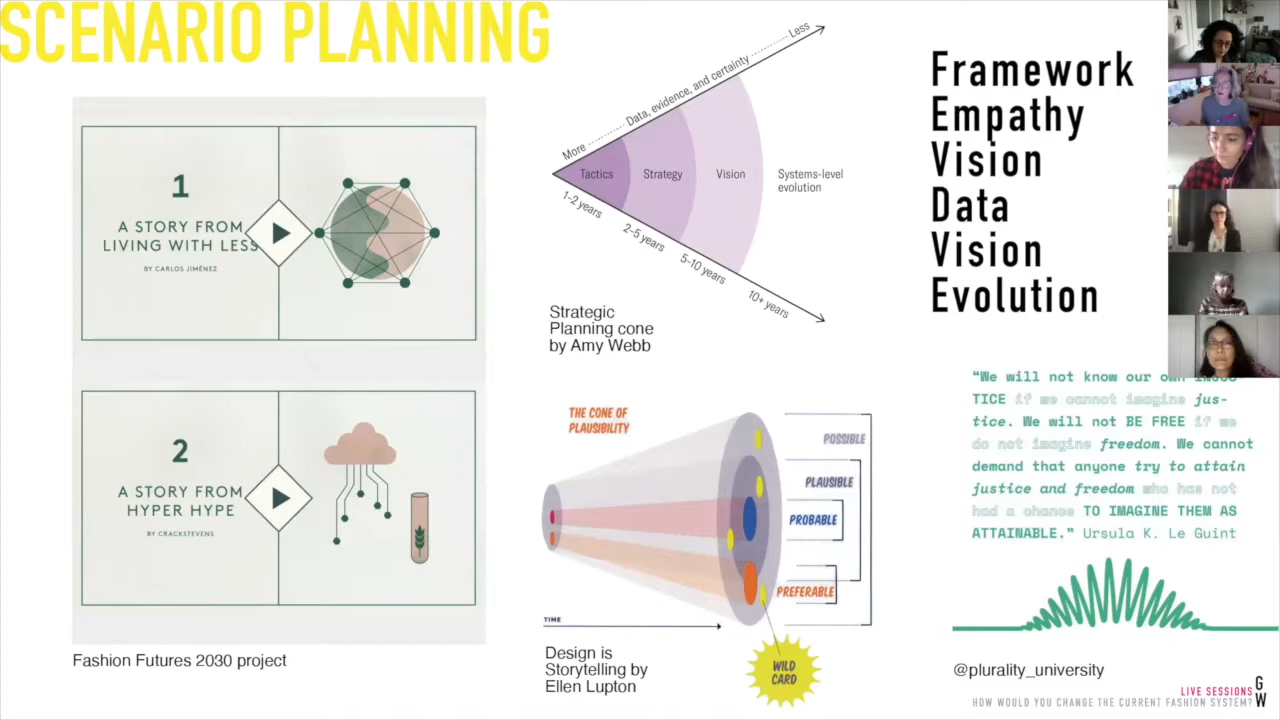 SCENARIO PLANNING
1
A STORY FROM
LIVING WITH LESS
BY CARLOS JIMÉNEZ
2
A STORY FROM
HYPER HYPE
BY CRACKSTEVENS
Fashion Futures 2030 project
More
Data, evidence, and certainty
Less
Tactics
Strategy
Vision
Systems-level
evolution
1–2 years
2–5 years
5–10 years
10+ years
Strategic
Planning cone
by Amy Webb
THE CONE OF
PLAUSIBILITY
POSSIBLE
PLAUSIBLE
PROBABLE
PREFERABLE
TIME
WILD
CARD
Design is
Storytelling by
Ellen Lupton
Framework
Empathy
Vision
Data
Vision
Evolution
“We will not know our own
TICE if we cannot imagine jus-
tice. We will not BE FREE if we
do not imagine freedom. We cannot
demand that anyone try to attain
justice and freedom who has not
had a chance TO IMAGINE THEM AS
ATTAINABLE.” Ursula K. Le Guint
@plurality_university
LIVE SESSIONS
HOW WOULD YOU CHANGE THE CURRENT FASHION SYSTEM?
G
W